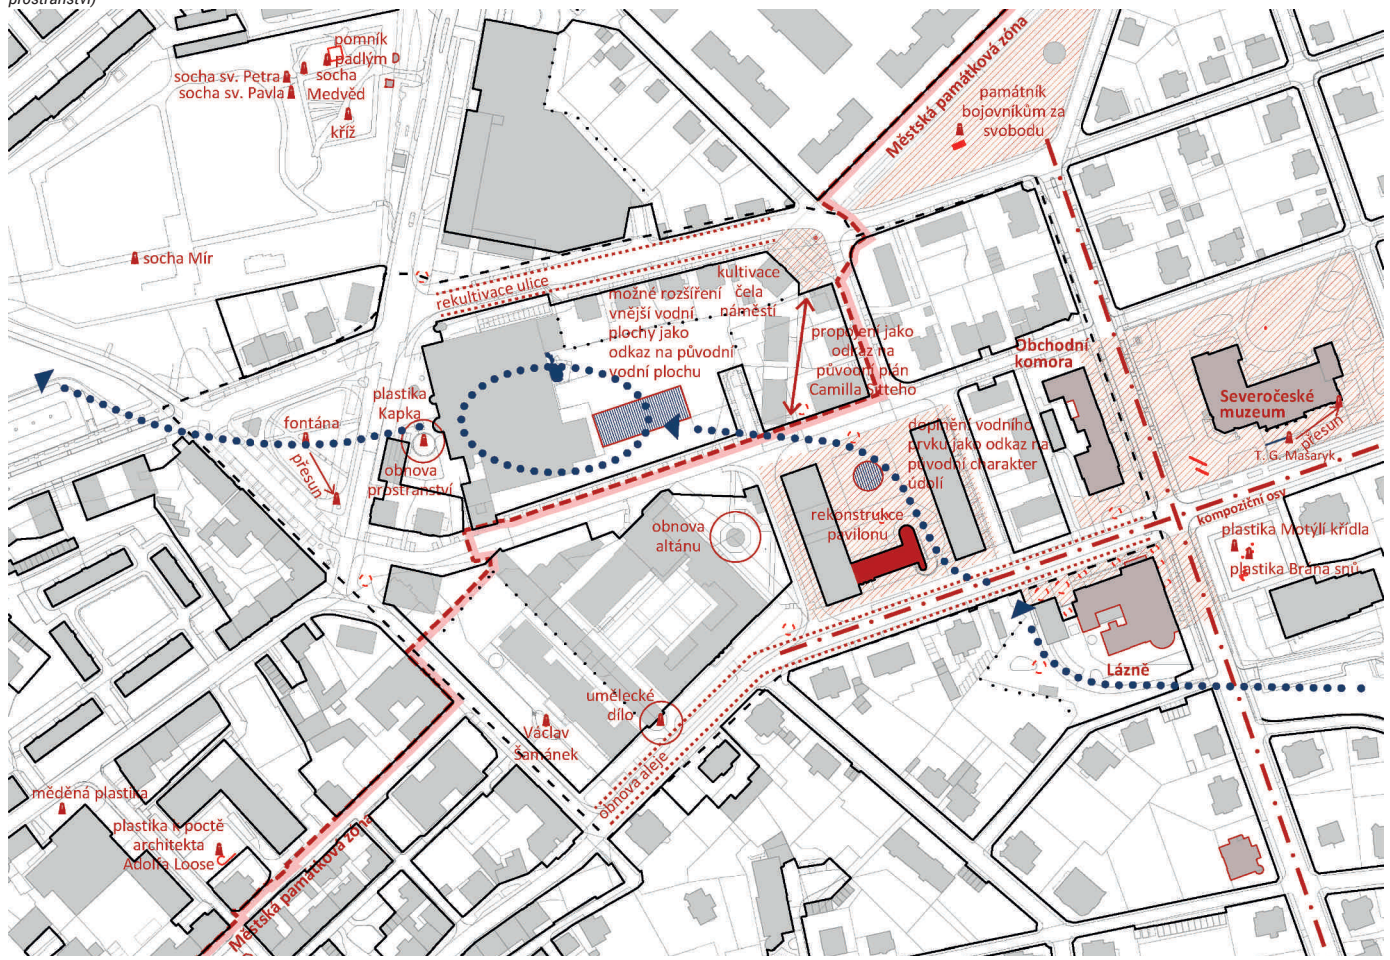 prostranství)
pomník
padlým
socha sv. Petra
socha
socha sv. Pavla
Medvěd
kříž
socha Mír
Městská památková zóna
památník
bojovníkům za
svobodu
rekultivace ulice
možné rozšíření
vnější vodní
plochy jako
odkaz na původní
vodní plochu
kultivace
čela
náměstí
propojení jako
odkaz na
původní plán
Camilla Sitteho
Obchodní
komora
Severočeské
muzeum
přesun
T. G. Masaryk
plastika
Kapka
fontána
přesun
obnova
prostranství
doplnění vodního
prvku jako odkaz na
původní charakter
údolí
obnova
altánu
rekonstrukce
pavilonu
kompoziční osy
plastika Motýlí křídla
plastika Brána snů
Lázně
umělecké
dílo
Václav
Šamánek
obnova aleje
měděná plastika
plastika k poctě
architekta
Adolfa Loose
Městská památková zóna